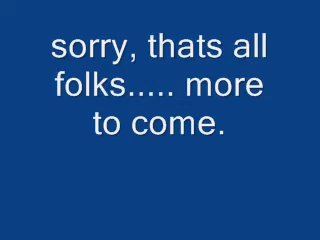 sorry, thats all
folks..... more
to come.